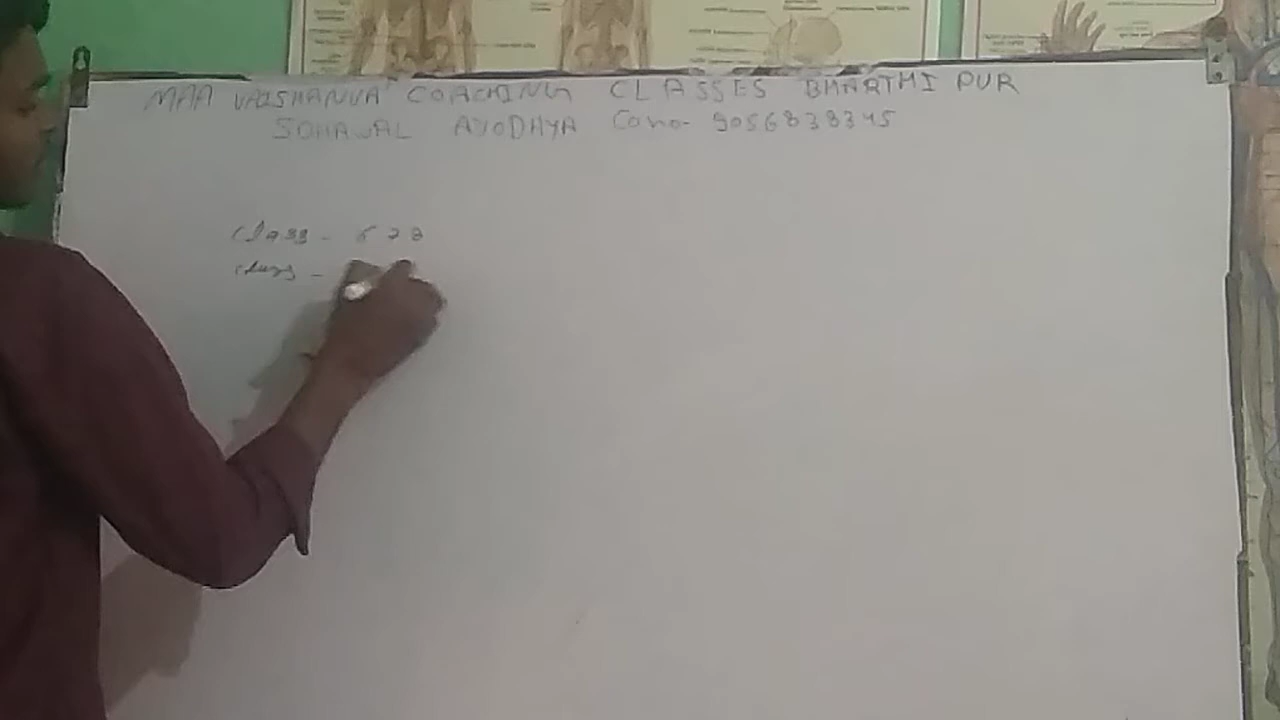 MAA VAISHANVA COACHING CLASSES BHARTHI PUR
SOHAWAL AYODHYA Cono- 9056838345
Class - 6 7 8
Class -